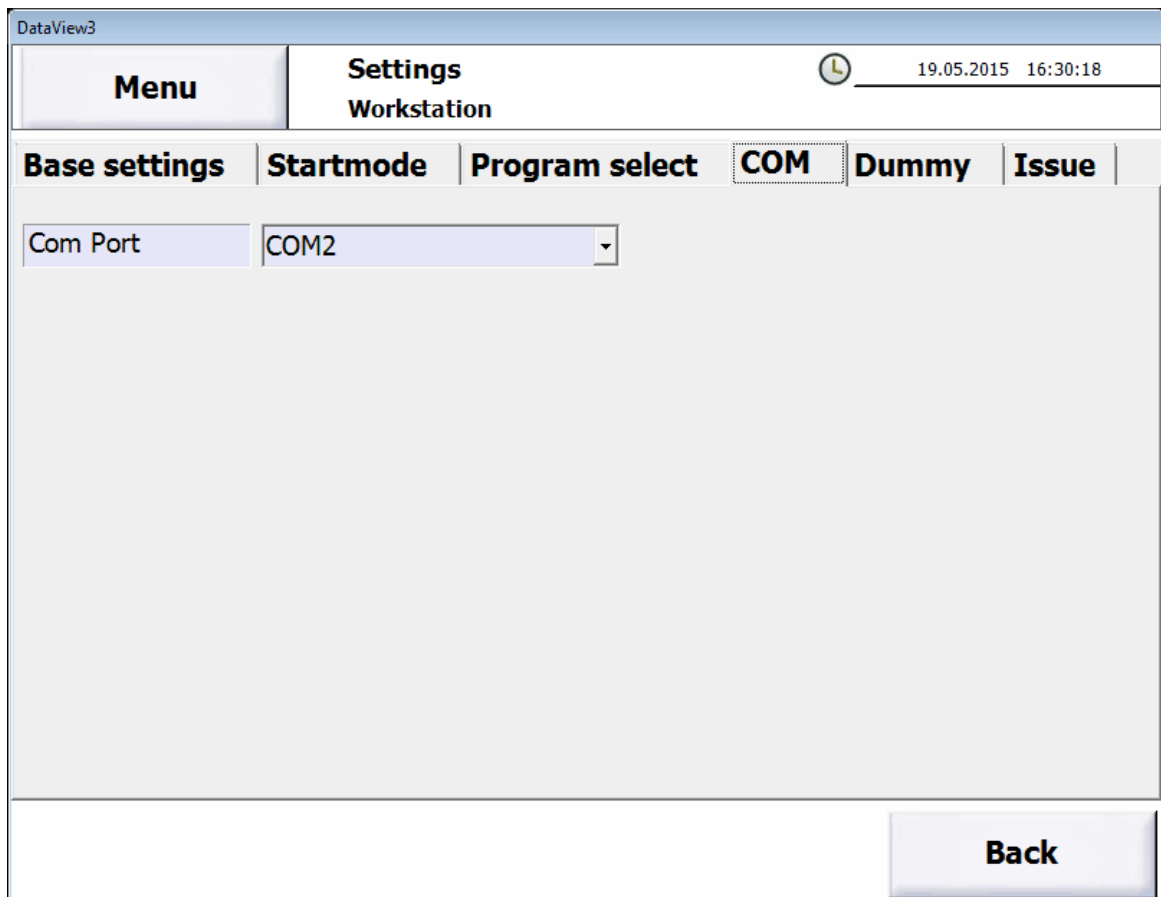 DataView3
Menu
Settings
Workstation
19.05.2015 16:30:18
Base settings Startmode Program select COM Dummy Issue
Com Port COM2
Back